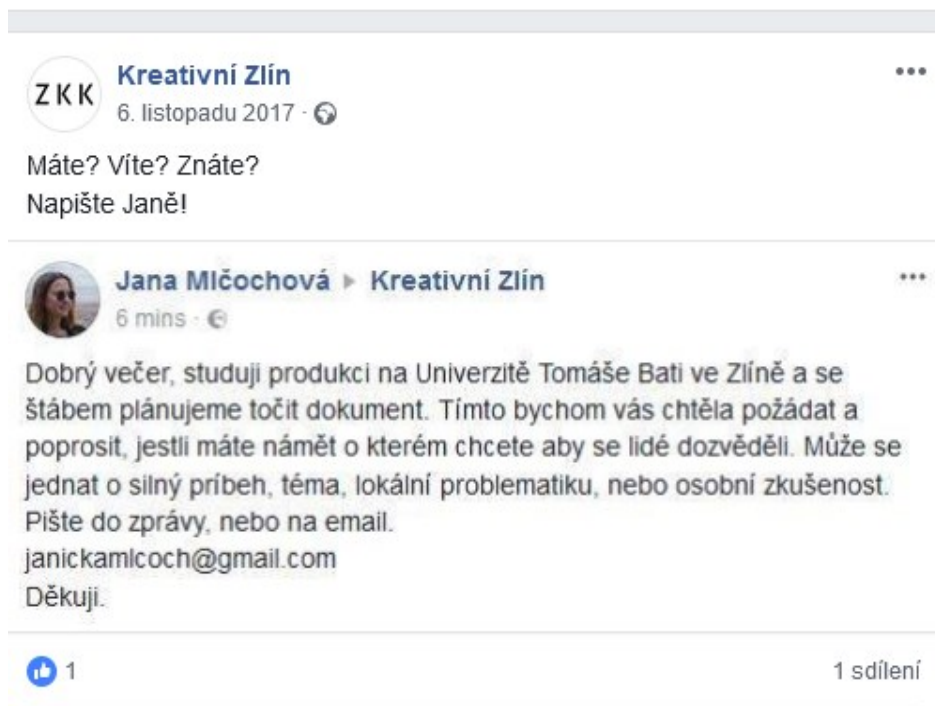 ZKK
Kreativní Zlín
6. listopadu 2017
Máte? Víte? Znáte?
Napište Janě!
Jana Mlčochová ▸ Kreativní Zlín
6 mins
Dobrý večer, studuji produkci na Univerzitě Tomáše Bati ve Zlíně a se
štábem plánujeme točit dokument. Tímto bychom vás chtěla požádat a
poprosit, jestli máte námět o kterém chcete aby se lidé dozvěděli. Může se
jednat o silný príbeh, téma, lokální problematiku, nebo osobní zkušenost.
Pište do zprávy, nebo na email.
janickamlcoch@gmail.com
Děkuji.
1
1 sdílení